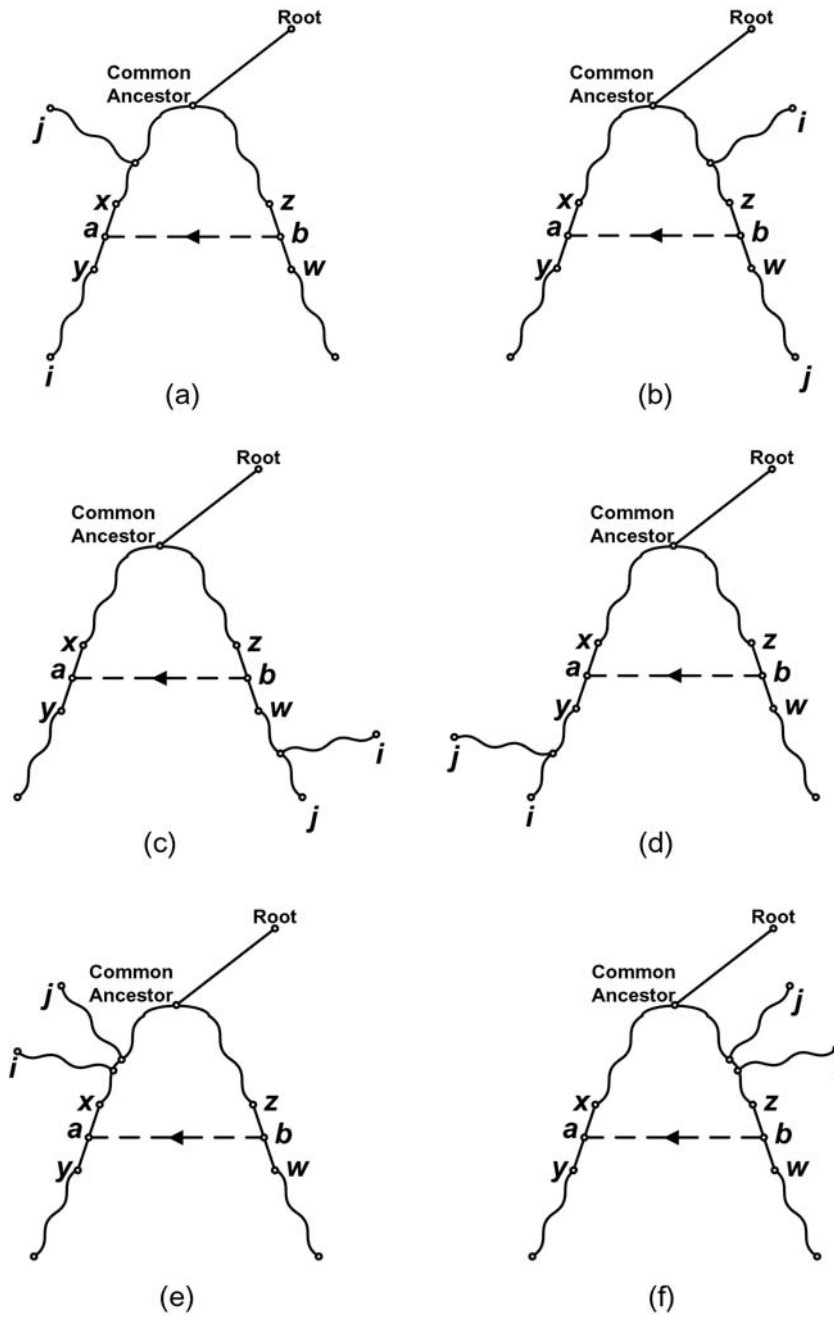 Root
Common
Ancestor
j
x
z
a
b
y
w
i
(a)
Root
Common
Ancestor
i
x
z
a
b
y
w
j
(b)
Root
Common
Ancestor
x
z
a
b
y
w
i
j
(c)
Root
Common
Ancestor
x
z
a
b
y
w
j
i
(d)
Root
Common
Ancestor
j
i
x
z
a
b
y
w
(e)
Root
Common
Ancestor
j
x
z
a
b
y
w
(f)